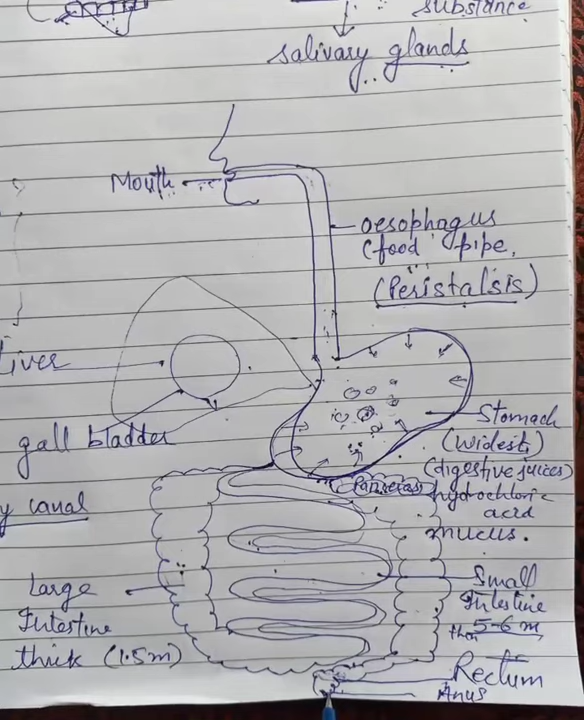 substance
salivary glands
Mouth
oesophagus
(food pipe,
(Peristalsis)
Liver
gall bladder
Stomach
(widest)
(digestive juices)
Pancreas
hydrochloric
acid
mucus.
y canal
Large
Intestine
thick (1.5m)
Small
Intestine
5-6 m,
Rectum
Anus